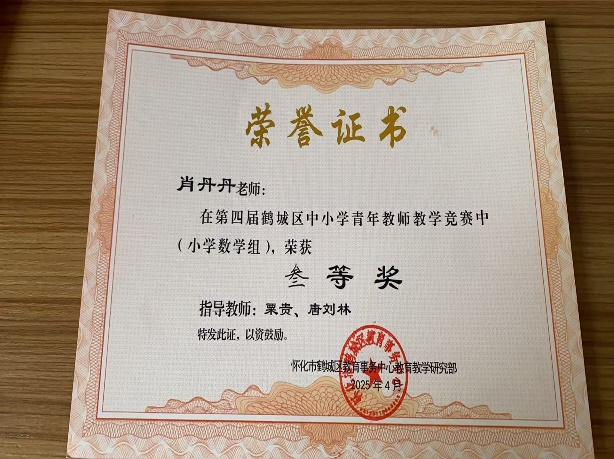 荣誉证书
肖丹丹老师：
在第四届鹤城区中小学青年教师教学竞赛中
（小学数学组），荣获
叁等奖
指导教师：粟贵、唐刘林
特发此证，以资鼓励。
怀化市鹤城区教育事务中心教育教学研究部
2025年4月